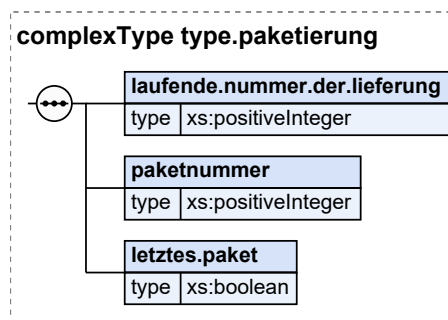 complexType type.paketierung
laufende.nummer.der.lieferung
type xs:positiveInteger
paketnummer
type xs:positiveInteger
letztes.paket
type xs:boolean